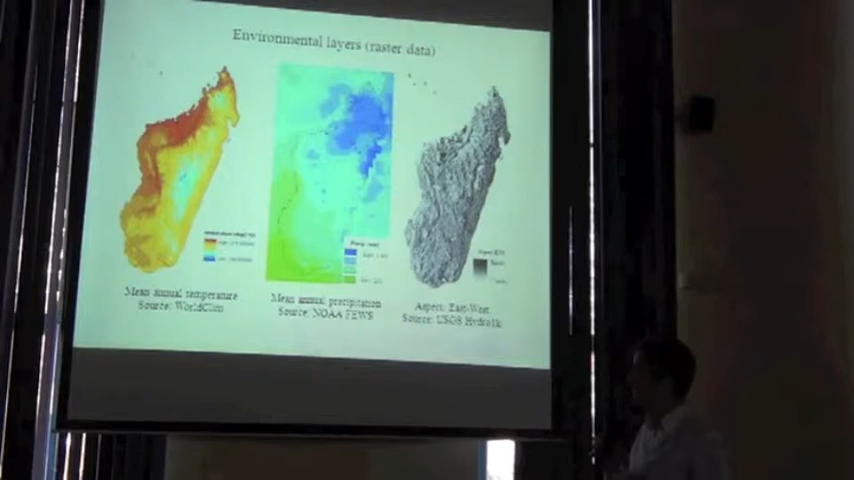 Environmental layers (raster data)
Mean annual temperature
Source: WorldClim
Mean annual precipitation
Source: NOAA FEWS
Aspect: East-West
Source: USGS Hydro1k